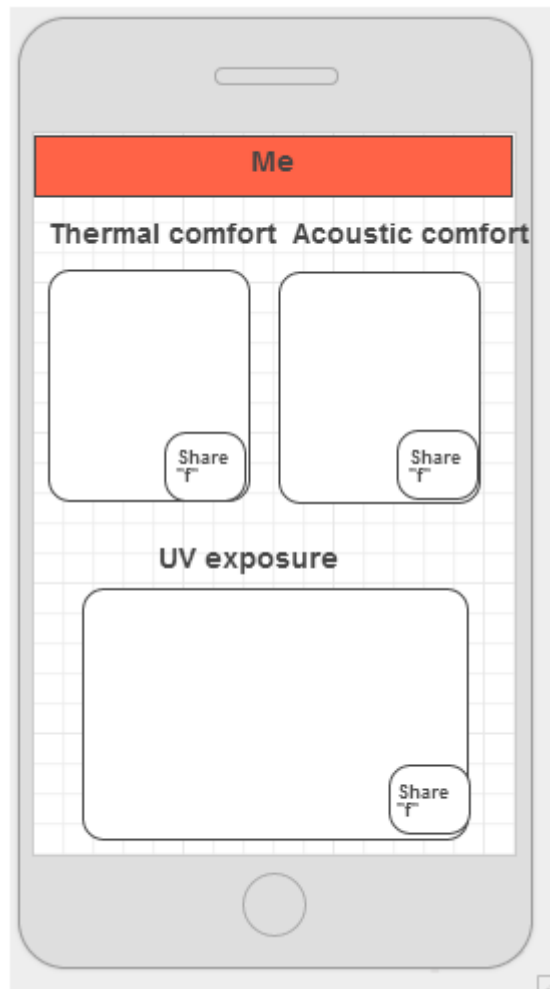 Me
Thermal comfort Acoustic comfort
Share
"f"
Share
"f"
UV exposure
Share
"f"